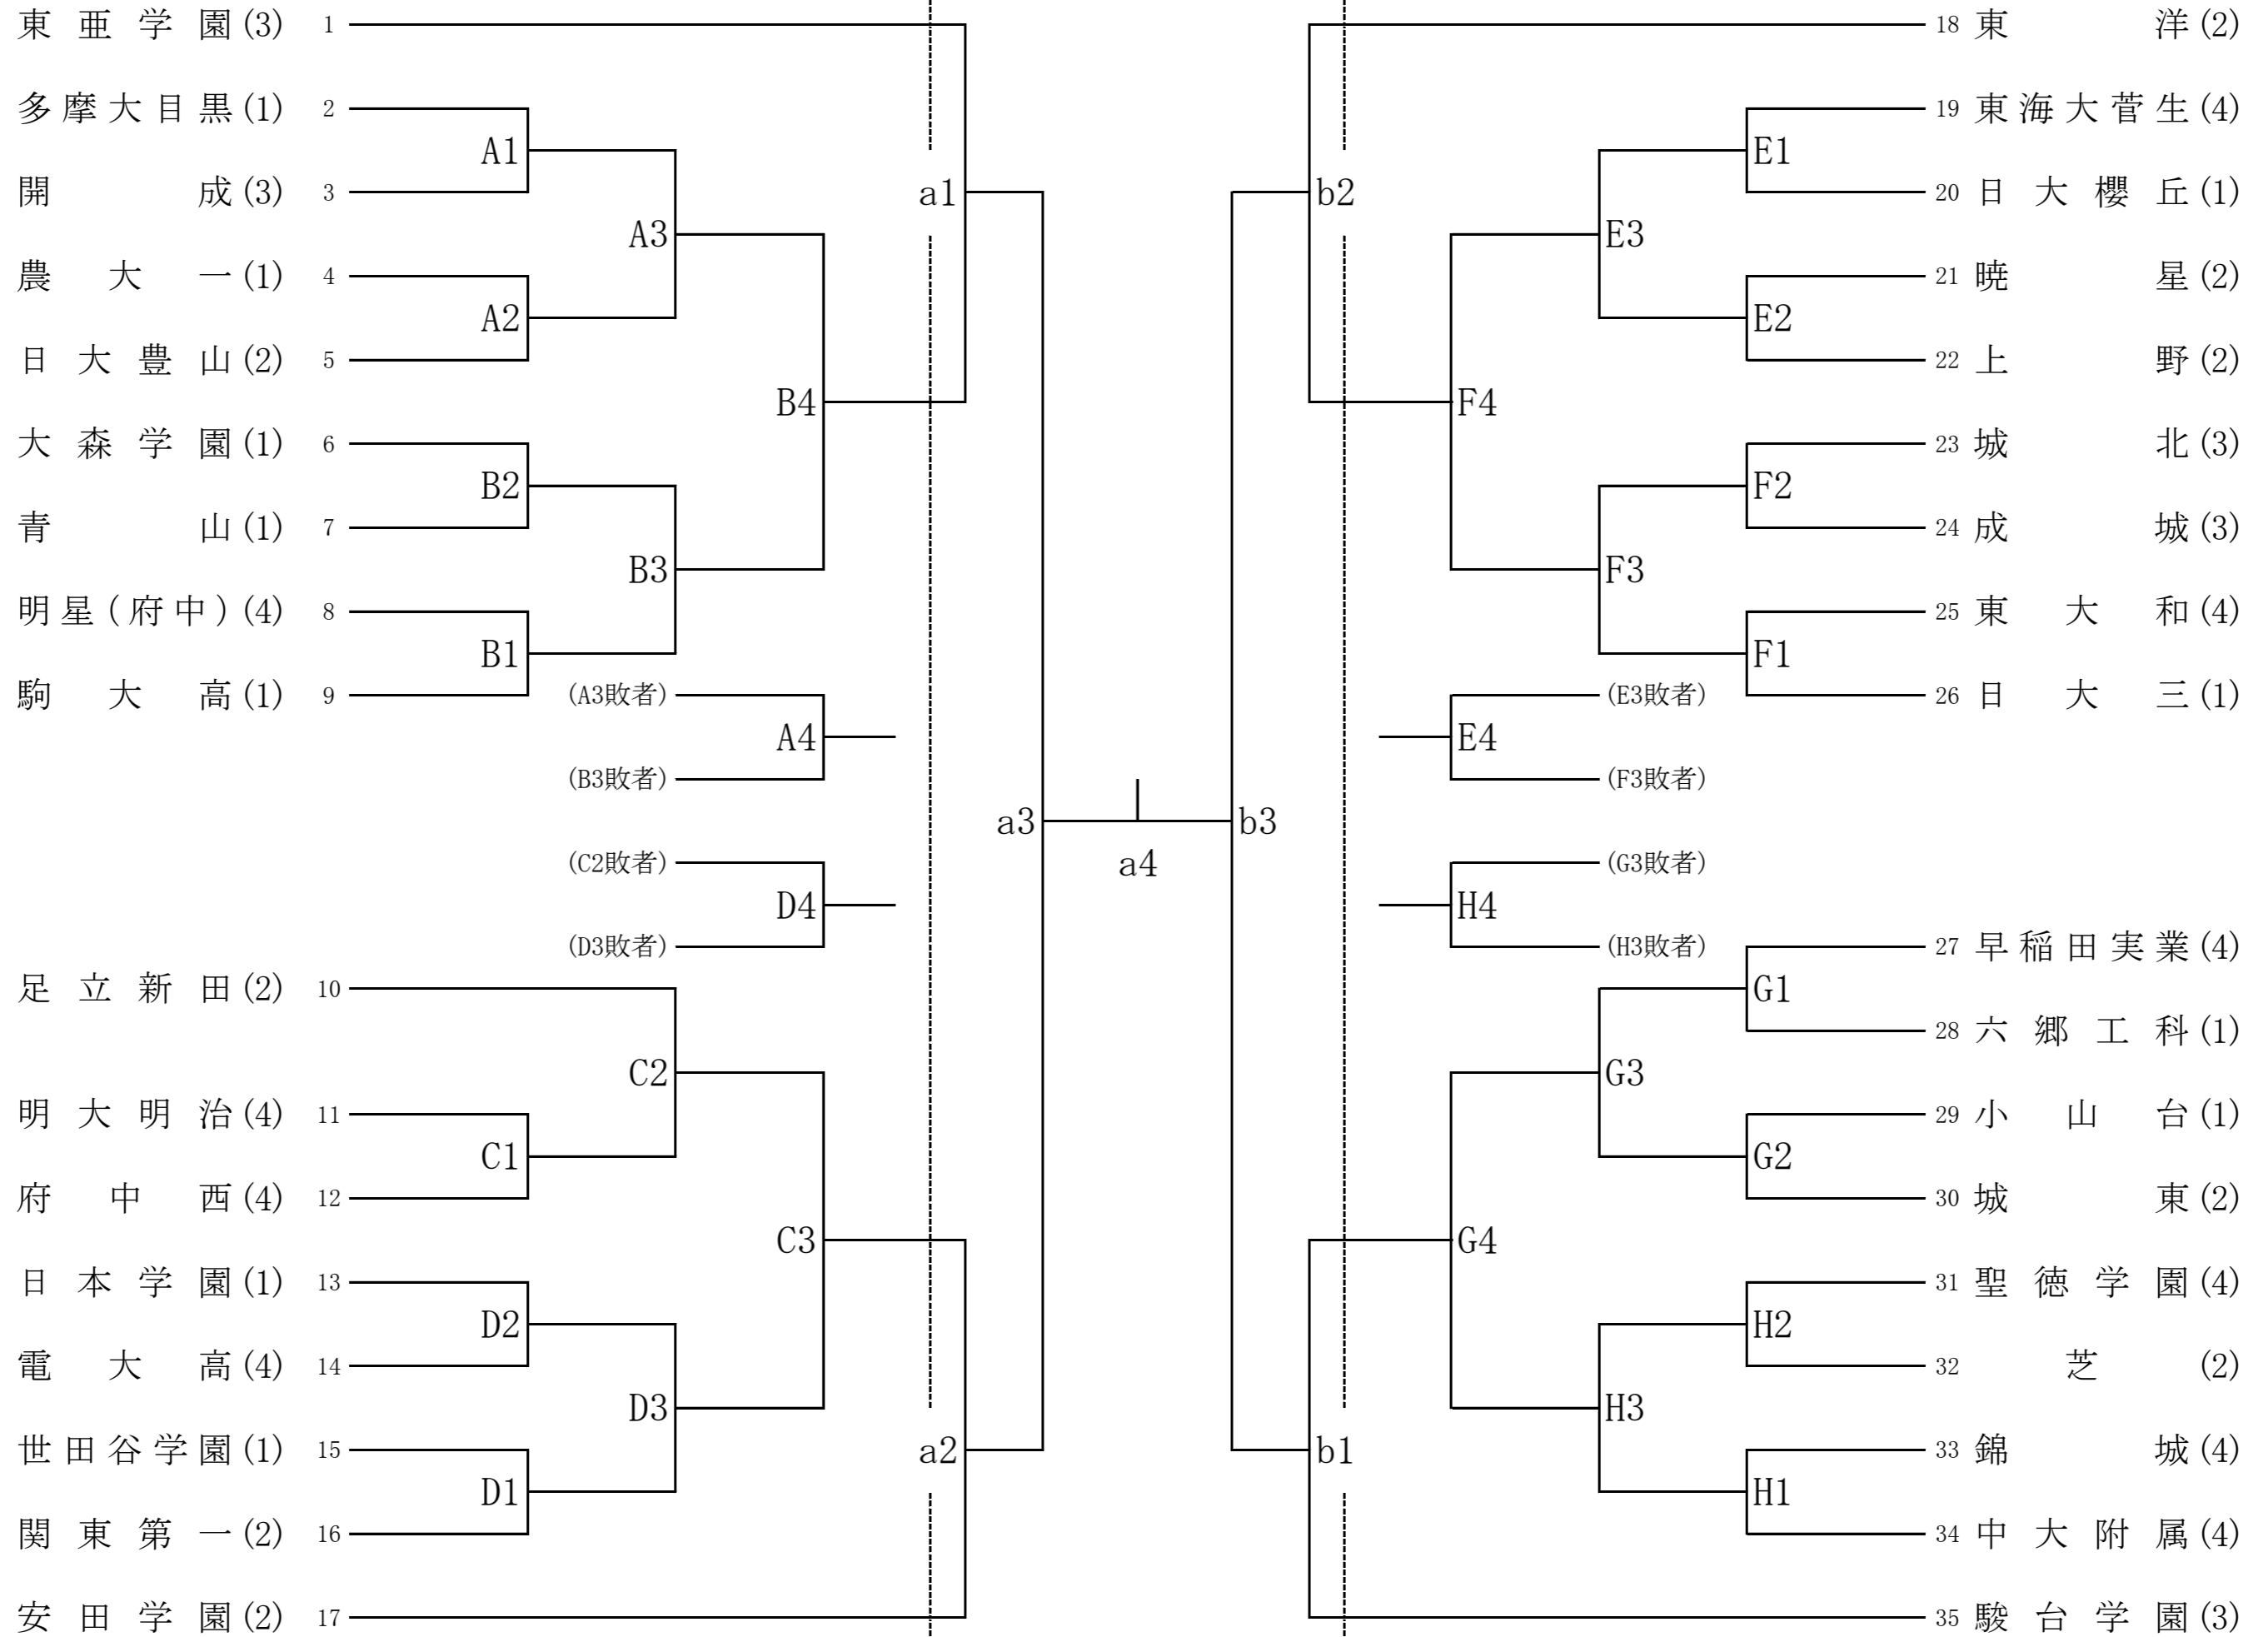 東亜学園(3) 1
多摩大目黒(1) 2
A1
開成(3) 3
A3
農大一(1) 4
A2
日大豊山(2) 5
B4
大森学園(1) 6
B2
青山(1) 7
B3
明星(府中)(4) 8
B1
駒大高(1) 9
(A3敗者)
A4
(B3敗者)
(C2敗者)
D4
(D3敗者)
足立新田(2) 10
C2
明大明治(4) 11
C1
府中西(4) 12
C3
日本学園(1) 13
D2
電大高(4) 14
D3
世田谷学園(1) 15
D1
関東第一(2) 16
安田学園(2) 17
a1
a3
a2
a4
b2
b3
b1
18 東洋(2)
19 東海大菅生(4)
E1
20 日大櫻丘(1)
E3
21 暁星(2)
E2
22 上野(2)
F4
23 城北(3)
F2
24 成城(3)
F3
25 東大和(4)
F1
26 日大三(1)
(E3敗者)
E4
(F3敗者)
(G3敗者)
H4
(H3敗者)
27 早稲田実業(4)
G1
28 六郷工科(1)
G3
29 小山台(1)
G2
30 城東(2)
G4
31 聖徳学園(4)
H2
32 芝(2)
H3
33 錦城(4)
H1
34 中大附属(4)
35 駿台学園(3)